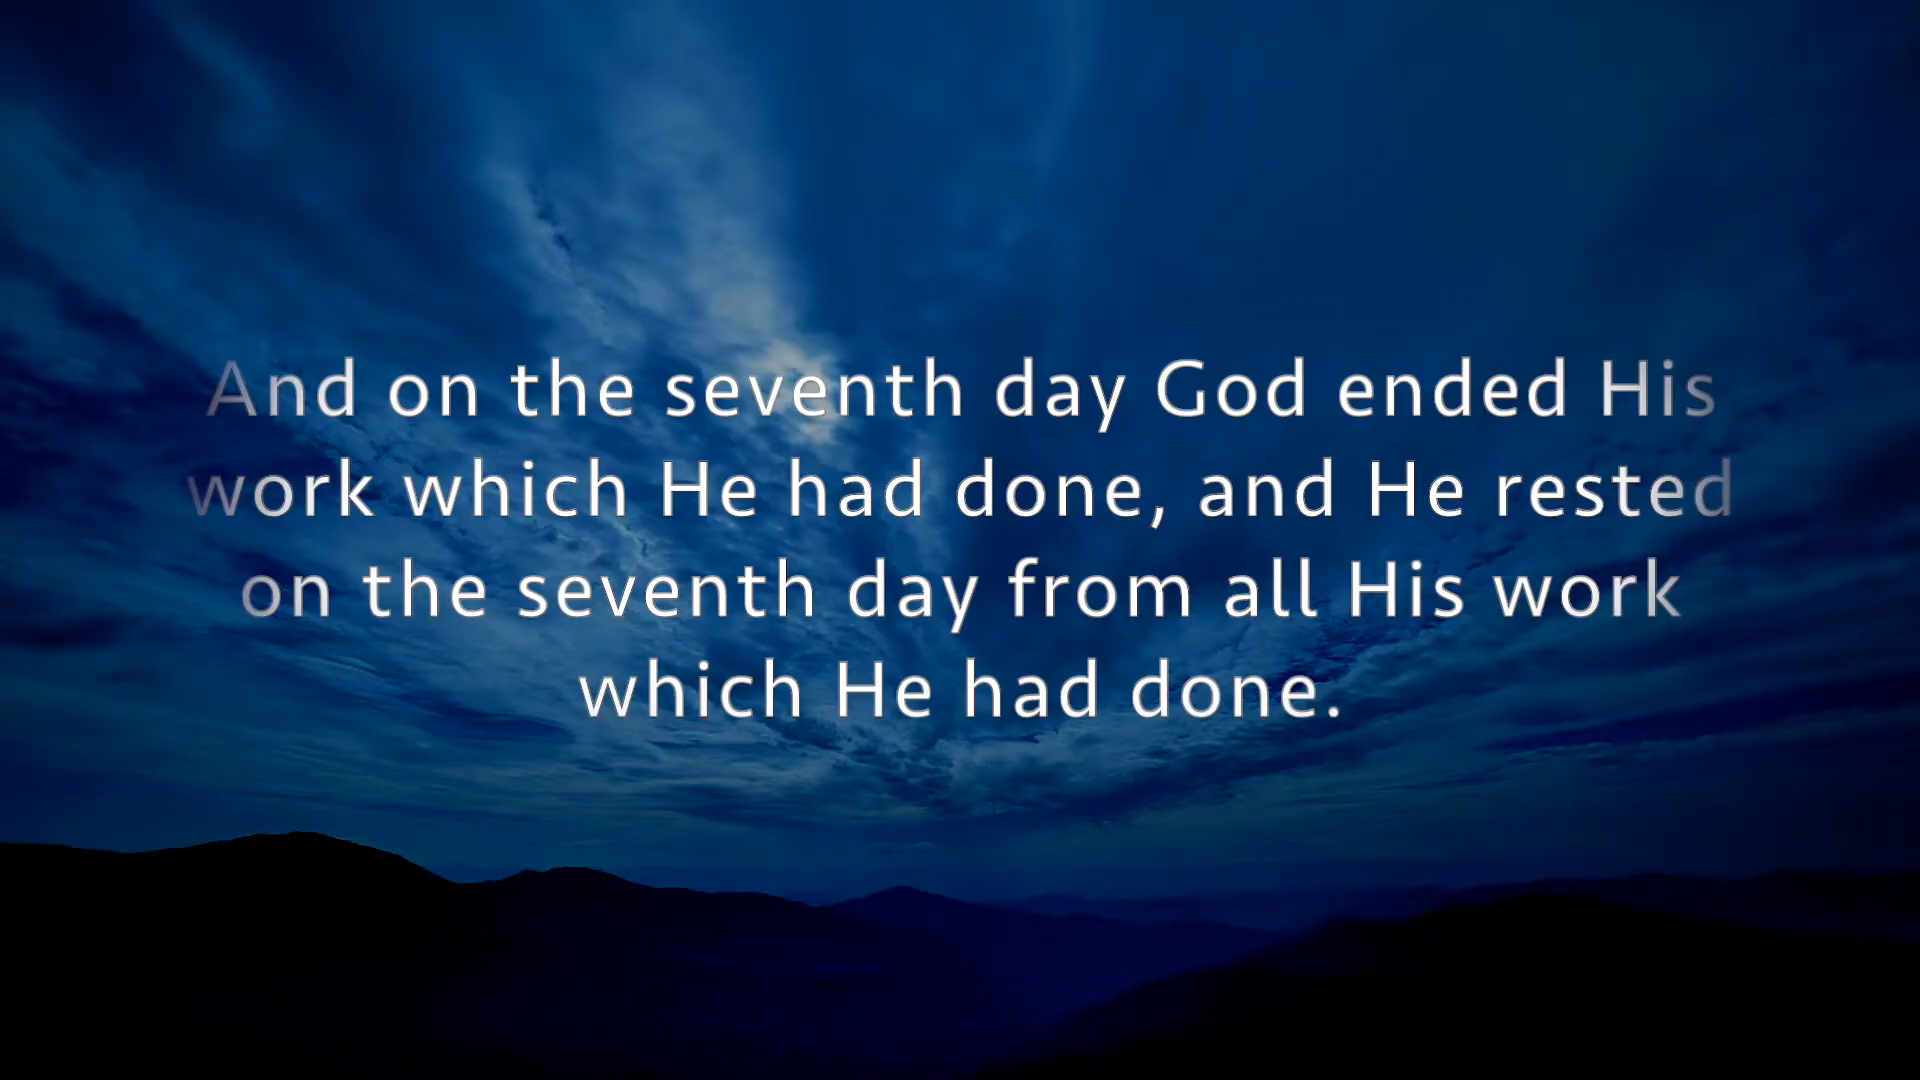 And on the seventh day God ended His
work which He had done, and He rested
on the seventh day from all His work
which He had done.